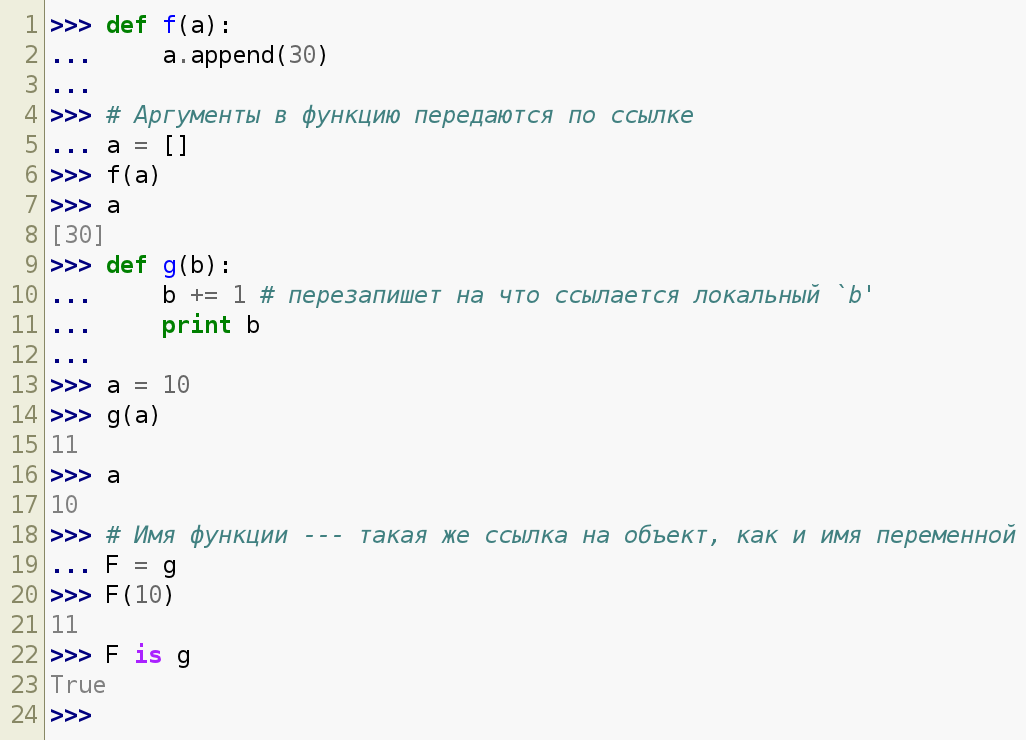 1 >>> def f(a):
2 ...     a.append(30)
3 ...
4 >>> # Аргументы в функцию передаются по ссылке
5 ... a = []
6 >>> f(a)
7 >>> a
8 [30]
9 >>> def g(b):
10 ...     b += 1 # перезапишет на что ссылается локальный `b'
11 ...     print b
12 ...
13 >>> a = 10
14 >>> g(a)
15 11
16 >>> a
17 10
18 >>> # Имя функции --- такая же ссылка на объект, как и имя переменной
19 ... F = g
20 >>> F(10)
21 11
22 >>> F is g
23 True
24 >>>